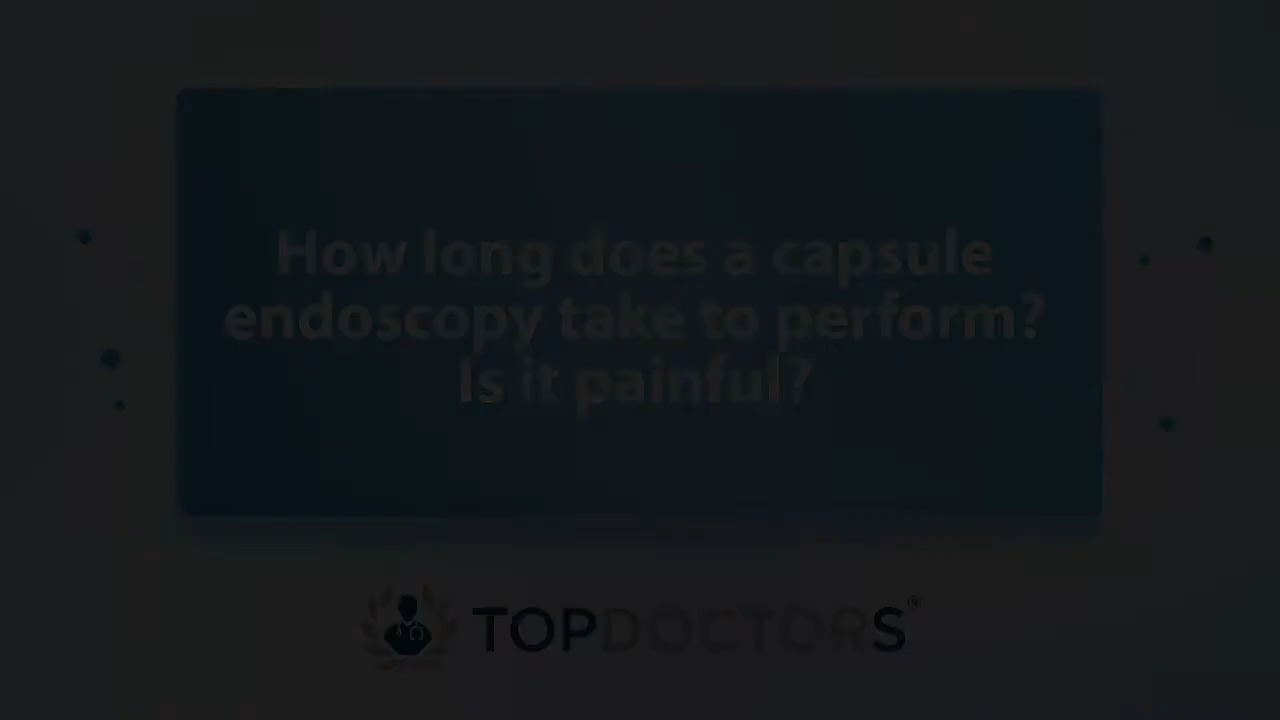 How long does a capsule
endoscopy take to perform?
Is it painful?
TOPDOCTORS®